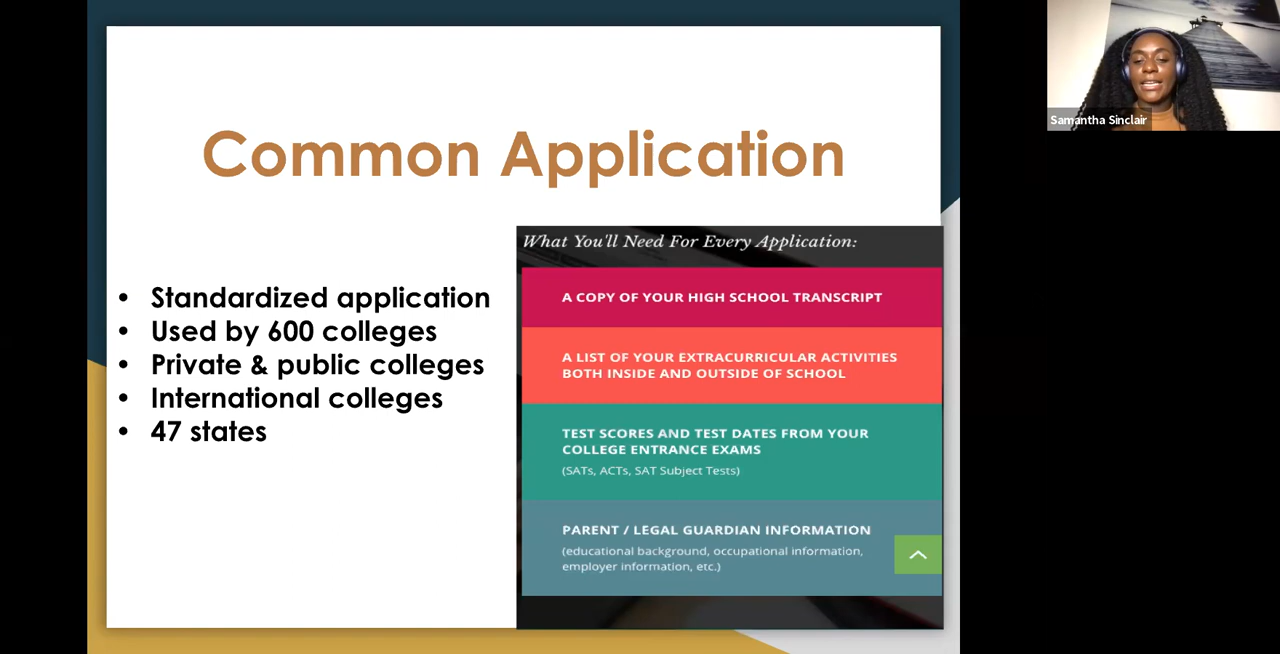 Common Application
• Standardized application
• Used by 600 colleges
• Private & public colleges
• International colleges
• 47 states
What You'll Need For Every Application:
A COPY OF YOUR HIGH SCHOOL TRANSCRIPT
A LIST OF YOUR EXTRACURRICULAR ACTIVITIES
BOTH INSIDE AND OUTSIDE OF SCHOOL
TEST SCORES AND TEST DATES FROM YOUR
COLLEGE ENTRANCE EXAMS
(SATs, ACTs, SAT Subject Tests)
PARENT / LEGAL GUARDIAN INFORMATION
(educational background, occupational information,
employer information, etc.)
Samantha Sinclair